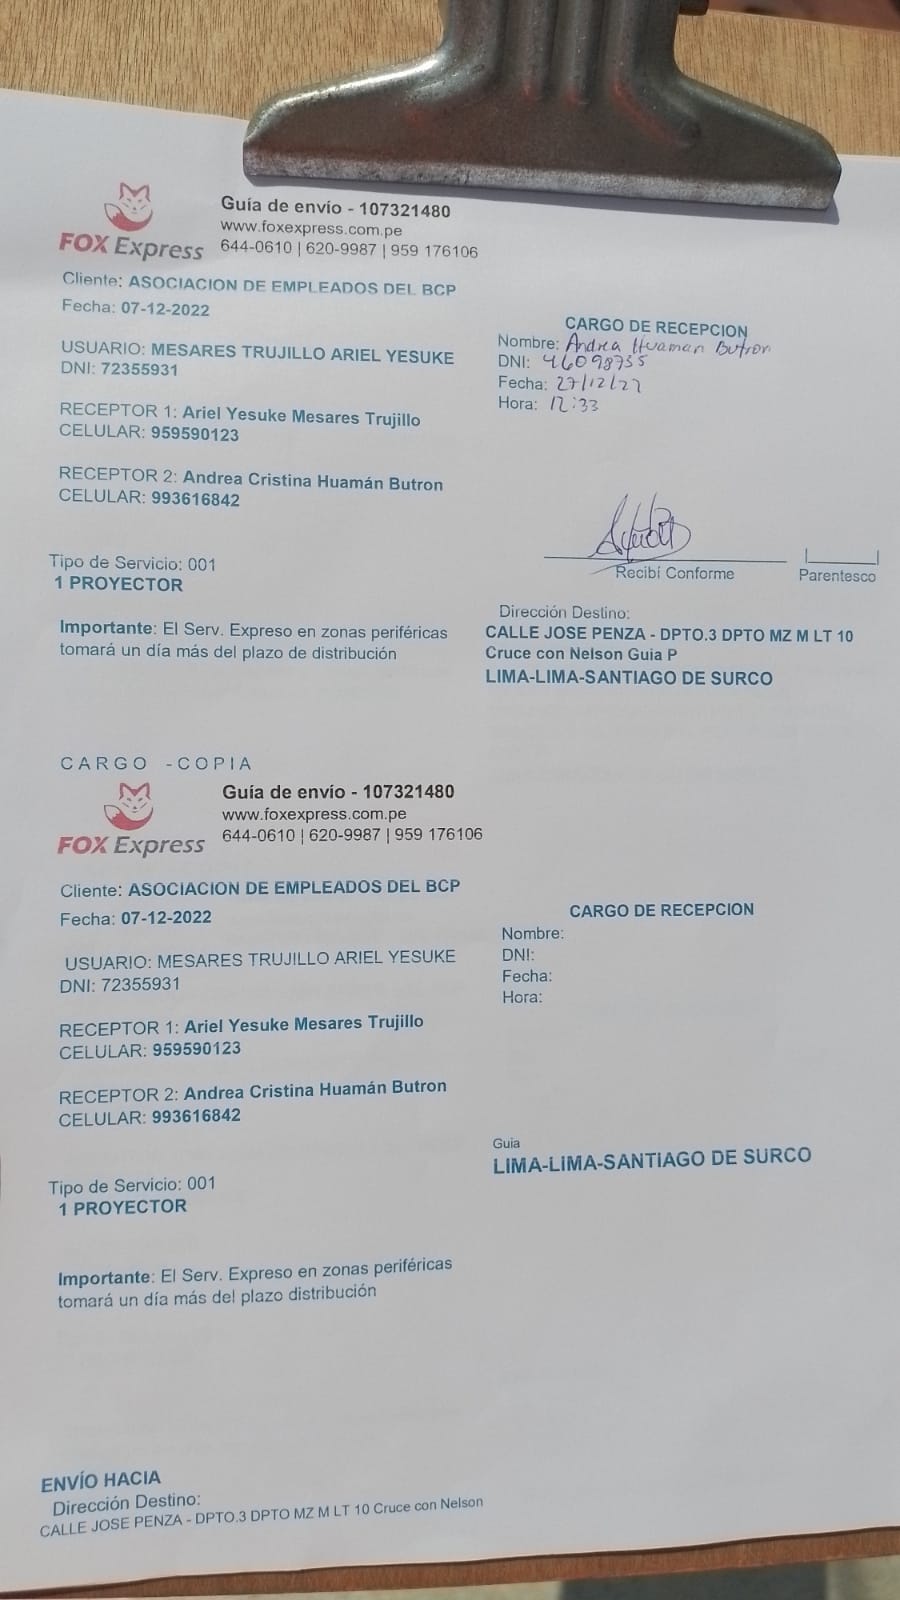 Guía de envío - 107321480
www.foxexpress.com.pe
FOX Express 644-0610 | 620-9987 | 959 176106
Cliente: ASOCIACION DE EMPLEADOS DEL BCP
Fecha: 07-12-2022
USUARIO: MESARES TRUJILLO ARIEL YESUKE
DNI: 72355931
RECEPTOR 1: Ariel Yesuke Mesares Trujillo
CELULAR: 959590123
RECEPTOR 2: Andrea Cristina Huamán Butron
CELULAR: 993616842
CARGO DE RECEPCION
Nombre: Andrea Huaman Butron
DNI: 46098735
Fecha: 27/12/22
Hora: 12:33
Recibí Conforme
Parentesco
Tipo de Servicio: 001
1 PROYECTOR
Importante: El Serv. Expreso en zonas periféricas
tomará un día más del plazo de distribución
Dirección Destino:
CALLE JOSE PENZA - DPTO.3 DPTO MZ M LT 10
Cruce con Nelson Guia P
LIMA-LIMA-SANTIAGO DE SURCO
CARGO -COPIA
Guía de envío - 107321480
www.foxexpress.com.pe
FOX Express 644-0610 | 620-9987 | 959 176106
Cliente: ASOCIACION DE EMPLEADOS DEL BCP
Fecha: 07-12-2022
USUARIO: MESARES TRUJILLO ARIEL YESUKE
DNI: 72355931
RECEPTOR 1: Ariel Yesuke Mesares Trujillo
CELULAR: 959590123
RECEPTOR 2: Andrea Cristina Huamán Butron
CELULAR: 993616842
CARGO DE RECEPCION
Nombre:
DNI:
Fecha:
Hora:
Guia
LIMA-LIMA-SANTIAGO DE SURCO
Tipo de Servicio: 001
1 PROYECTOR
Importante: El Serv. Expreso en zonas periféricas
tomará un día más del plazo distribución
ENVÍO HACIA
Dirección Destino:
CALLE JOSE PENZA - DPTO.3 DPTO MZ M LT 10 Cruce con Nelson